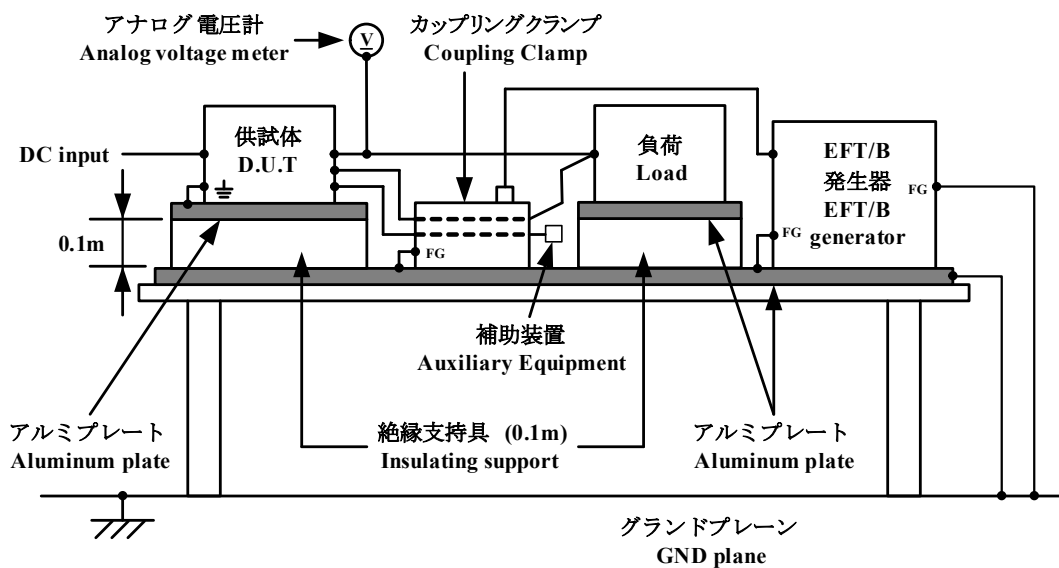 アナログ電圧計
Analog voltage meter
V
カップリングクランプ
Coupling Clamp
DC input
供試体
D.U.T
負荷
Load
EFT/B
発生器
EFT/B
generator
FG
FG
FG
0.1m
補助装置
Auxiliary Equipment
アルミプレート
Aluminum plate
絶縁支持具 (0.1m)
Insulating support
アルミプレート
Aluminum plate
グランドプレーン
GND plane